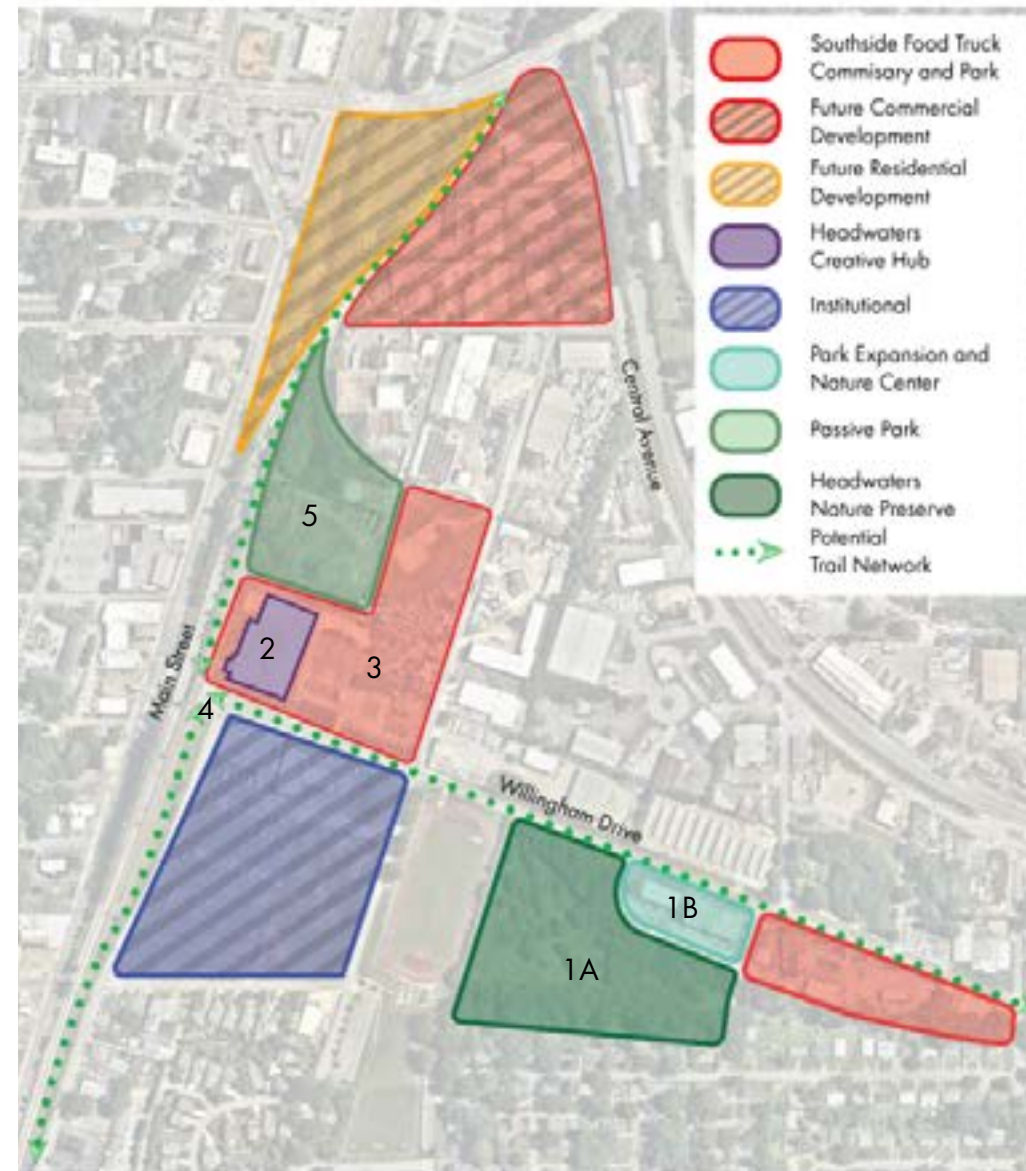 Southside Food Truck
Commisary and Park
Future Commercial
Development
Future Residential
Development
Headwaters
Creative Hub
Institutional
Park Expansion and
Nature Center
Passive Park
Headwaters
Nature Preserve
Potential
Trail Network
Central Avenue
5
2
3
Main Street
4
Willingham Drive
1B
1A